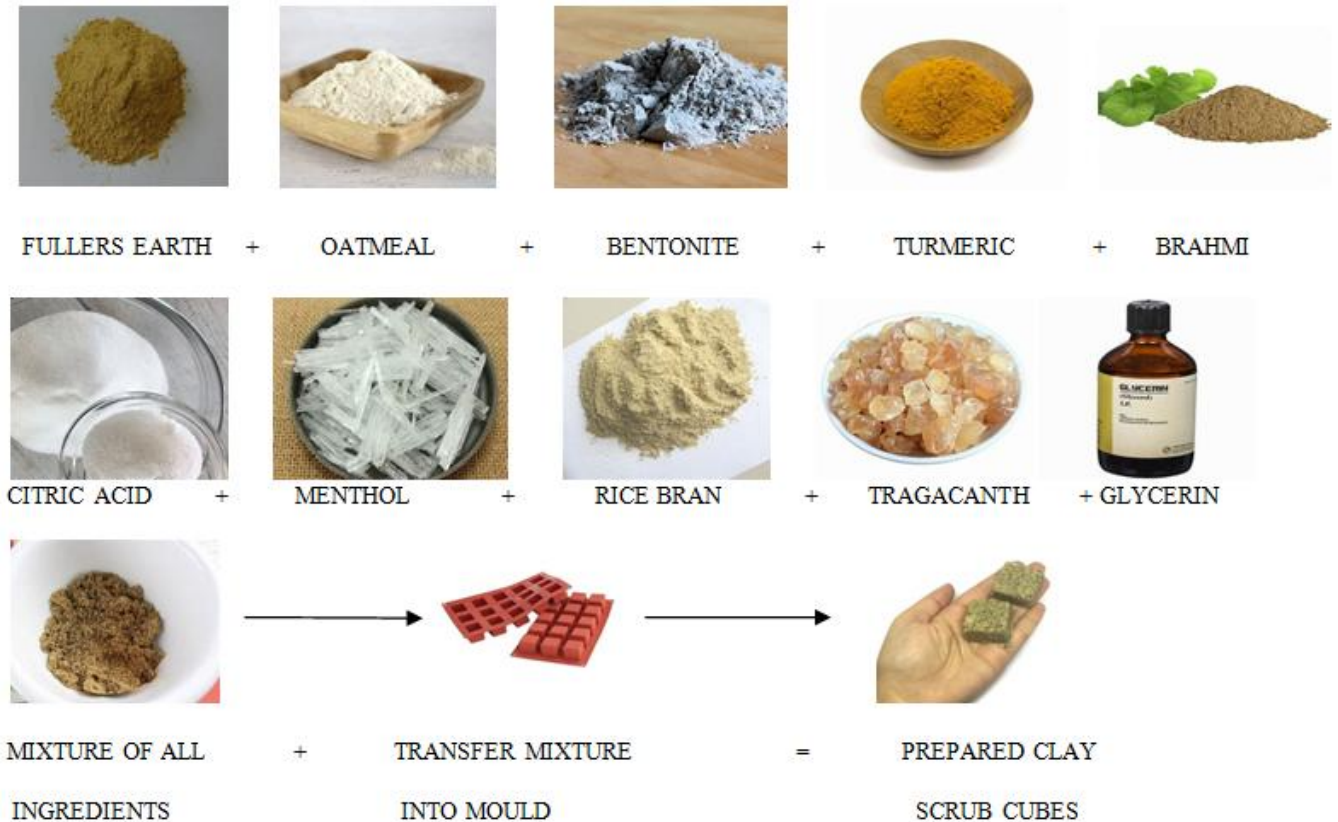 FULLERS EARTH + OATMEAL + BENTONITE + TURMERIC + BRAHMI
GLYCERIN
CITRIC ACID + MENTHOL + RICE BRAN + TRAGACANTH + GLYCERIN
MIXTURE OF ALL + TRANSFER MIXTURE = PREPARED CLAY
INGREDIENTS INTO MOULD SCRUB CUBES